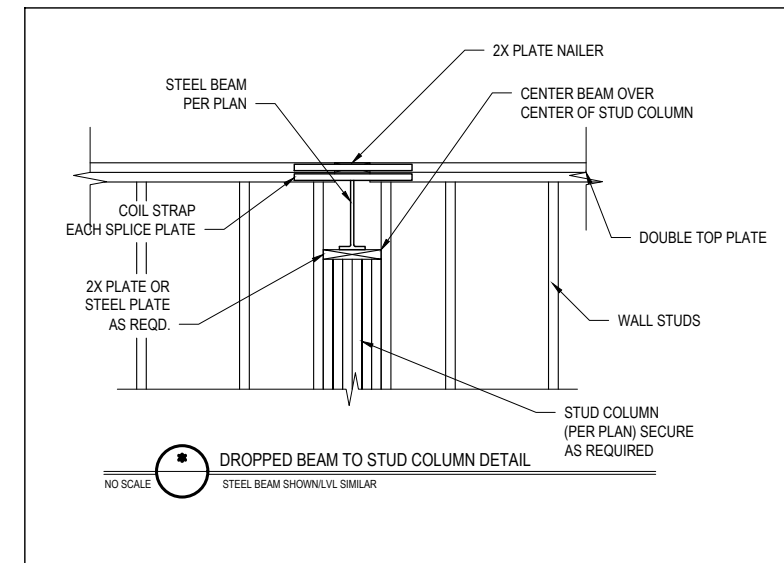 2X PLATE NAILER
STEEL BEAM
PER PLAN
CENTER BEAM OVER
CENTER OF STUD COLUMN
COIL STRAP
EACH SPLICE PLATE
DOUBLE TOP PLATE
2X PLATE OR
STEEL PLATE
AS REQD.
WALL STUDS
STUD COLUMN
(PER PLAN) SECURE
AS REQUIRED
*
DROPPED BEAM TO STUD COLUMN DETAIL
NO SCALE
STEEL BEAM SHOWN/LVL SIMILAR